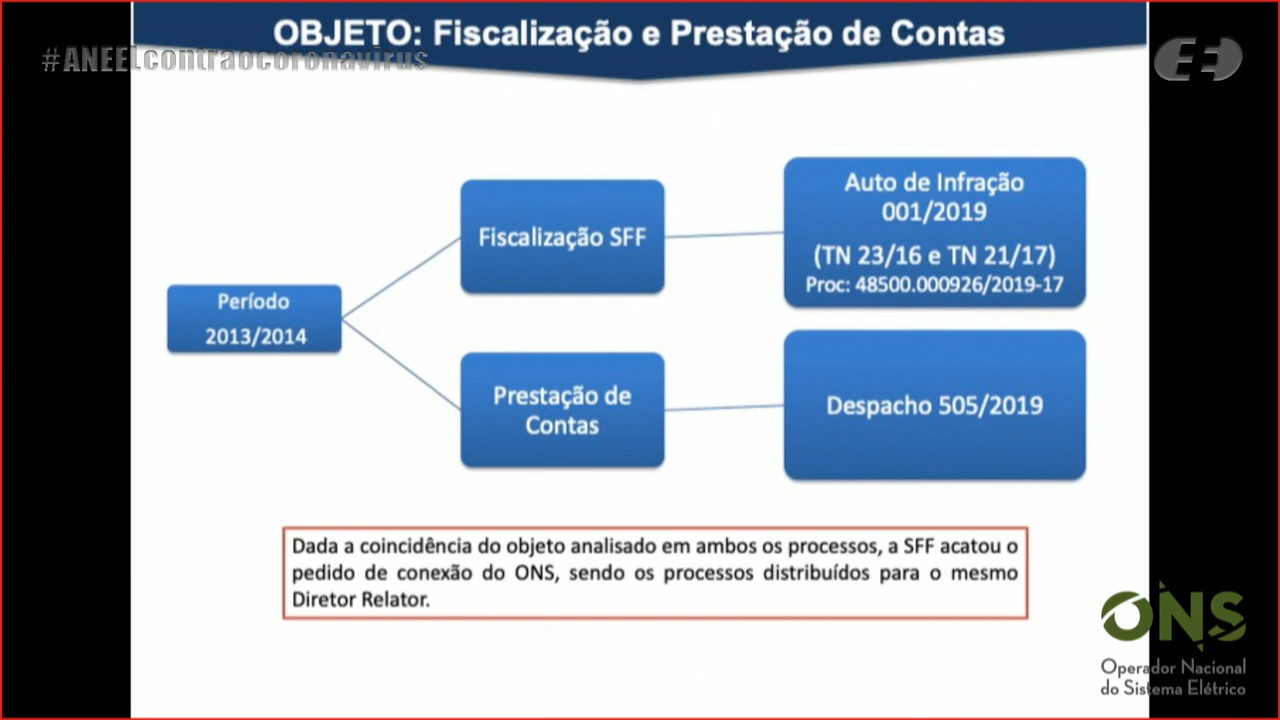 OBJETO: Fiscalização e Prestação de Contas
#ANEELcontraocoronavirus
Período
2013/2014
Fiscalização SFF
Auto de Infração
001/2019
(TN 23/16 e TN 21/17)
Proc: 48500.000926/2019-17
Prestação de
Contas
Despacho 505/2019
Dada a coincidência do objeto analisado em ambos os processos, a SFF acatou o
pedido de conexão do ONS, sendo os processos distribuídos para o mesmo
Diretor Relator.
ONS
Operador Nacional
do Sistema Elétrico